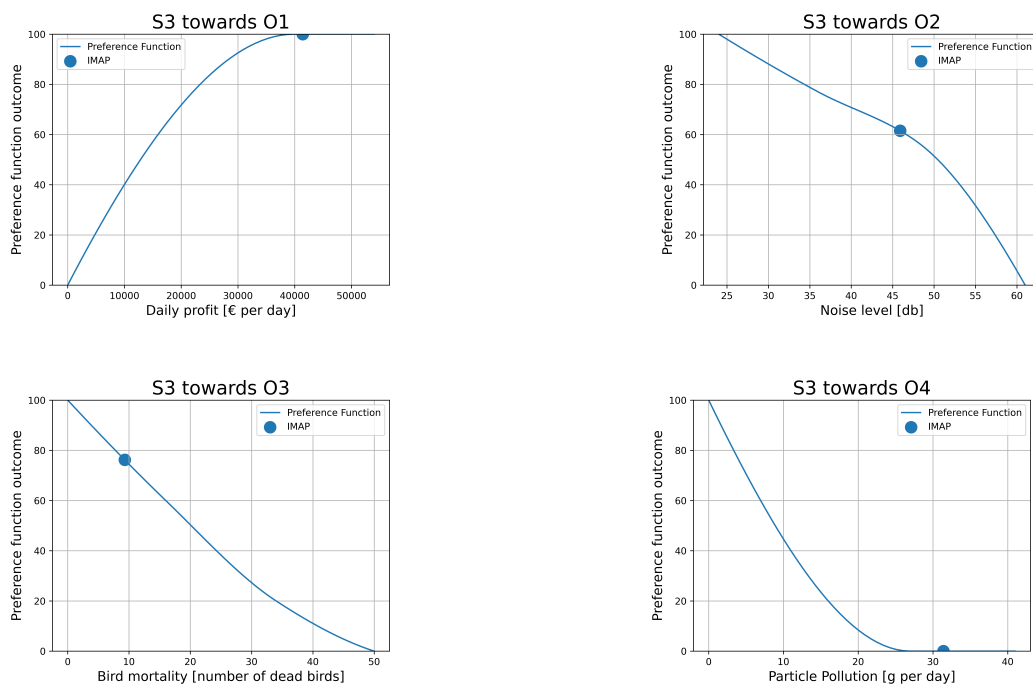 S3 towards O1
Preference function outcome
100
80
60
40
20
0
Preference Function
IMAP
0 10000 20000 30000 40000 50000
Daily profit [€ per day]
S3 towards O2
Preference function outcome
100
80
60
40
20
0
Preference Function
IMAP
25 30 35 40 45 50 55 60
Noise level [db]
S3 towards O3
Preference function outcome
100
80
60
40
20
0
Preference Function
IMAP
0 10 20 30 40 50
Bird mortality [number of dead birds]
S3 towards O4
Preference function outcome
100
80
60
40
20
0
Preference Function
IMAP
0 10 20 30 40
Particle Pollution [g per day]